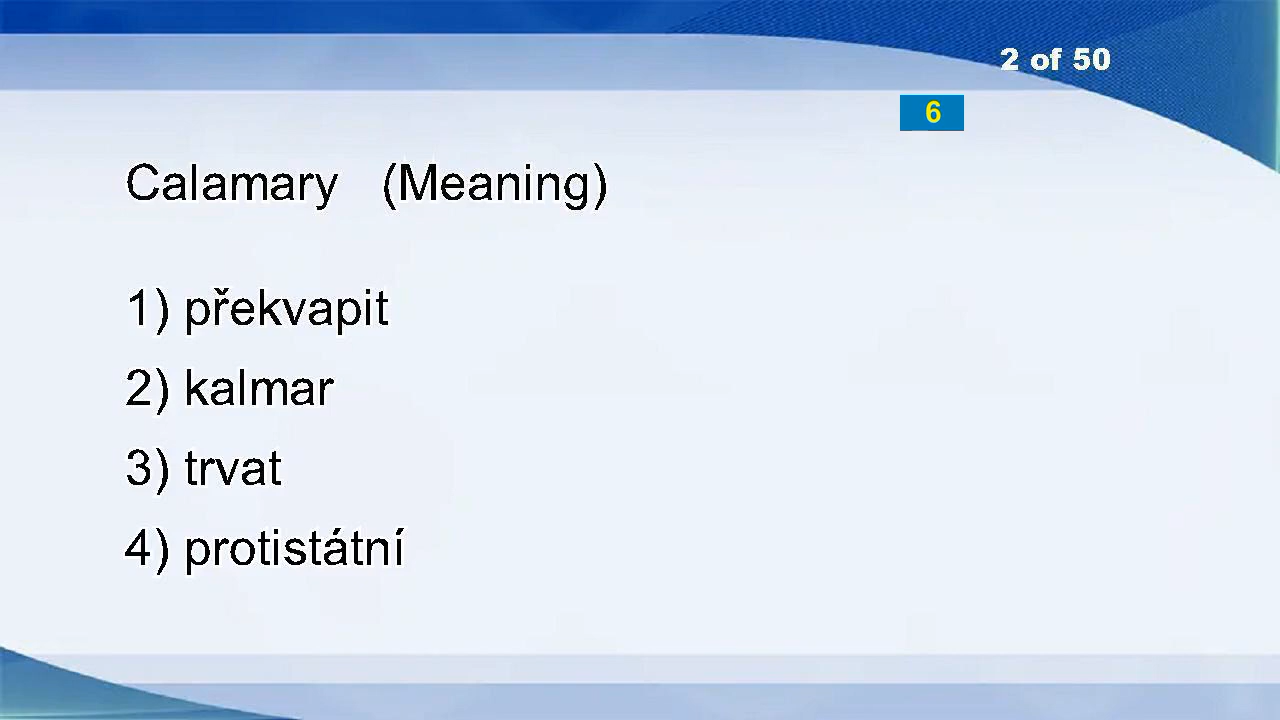 2 of 50
6
Calamary (Meaning)
1) překvapit
2) kalmar
3) trvat
4) protistátní